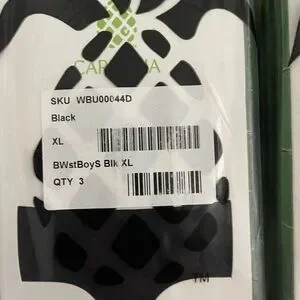 SKU WBU00044D
Black
XL
BWstBoyS Blk XL
QTY 3
TM